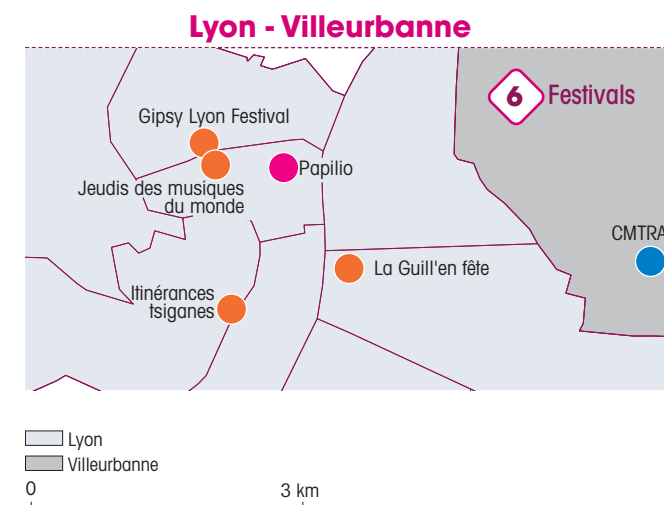 Lyon - Villeurbanne
6 Festivals
Gipsy Lyon Festival
Papilio
Jeudis des musiques
du monde
CMTRA
La Guill'en fête
Itinérances
tsiganes
Lyon
Villeurbanne
0 3 km